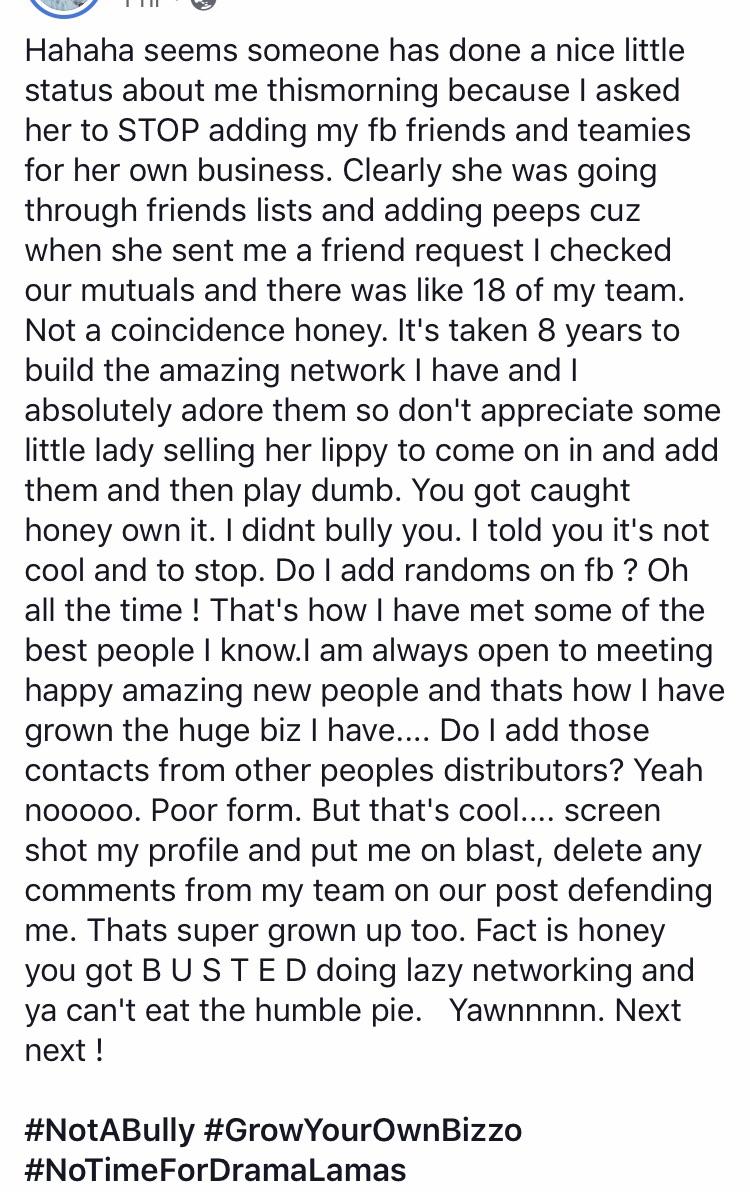 Hahaha seems someone has done a nice little
status about me thismorning because I asked
her to STOP adding my fb friends and teamies
for her own business. Clearly she was going
through friends lists and adding peeps cuz
when she sent me a friend request I checked
our mutuals and there was like 18 of my team.
Not a coincidence honey. It's taken 8 years to
build the amazing network I have and I
absolutely adore them so don't appreciate some
little lady selling her lippy to come on in and add
them and then play dumb. You got caught
honey own it. I didnt bully you. I told you it's not
cool and to stop. Do I add randoms on fb ? Oh
all the time ! That's how I have met some of the
best people I know.I am always open to meeting
happy amazing new people and thats how I have
grown the huge biz I have.... Do I add those
contacts from other peoples distributors? Yeah
nooooo. Poor form. But that's cool.... screen
shot my profile and put me on blast, delete any
comments from my team on our post defending
me. Thats super grown up too. Fact is honey
you got B U S T E D doing lazy networking and
ya can't eat the humble pie.   Yawnnnnn. Next
next !
#NotABully #GrowYourOwnBizzo
#NoTimeForDramaLamas